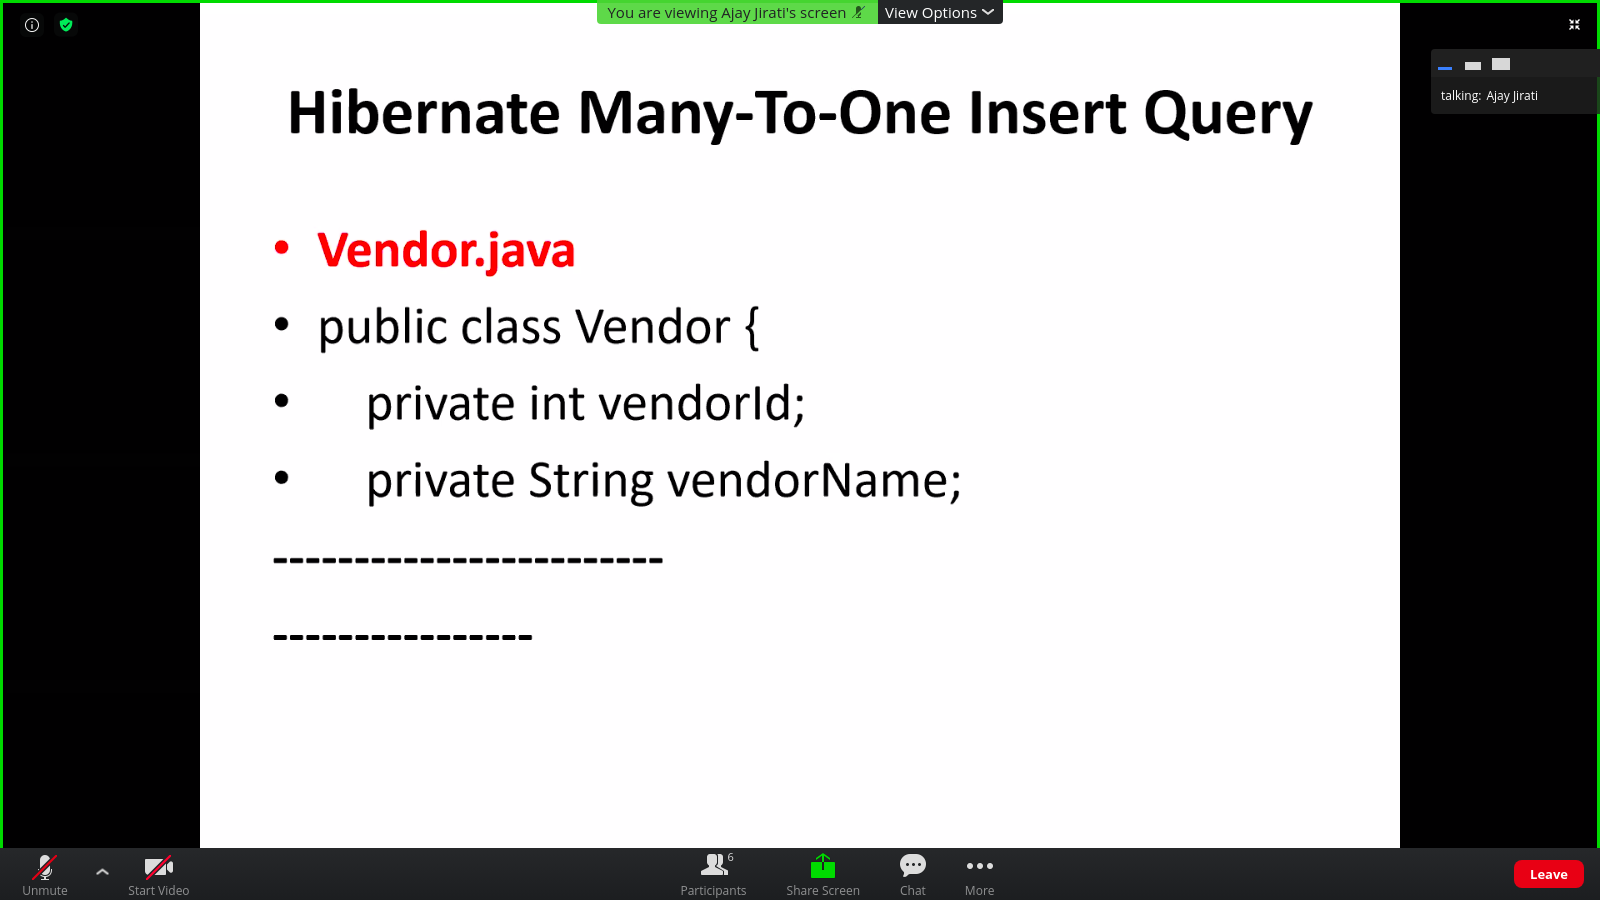 You are viewing Ajay Jirati's screen View Options
talking: Ajay Jirati
Hibernate Many-To-One Insert Query
• Vendor.java
• public class Vendor {
• private int vendorId;
• private String vendorName;
------------------------
----------------
Unmute Start Video Participants 6 Share Screen Chat More Leave